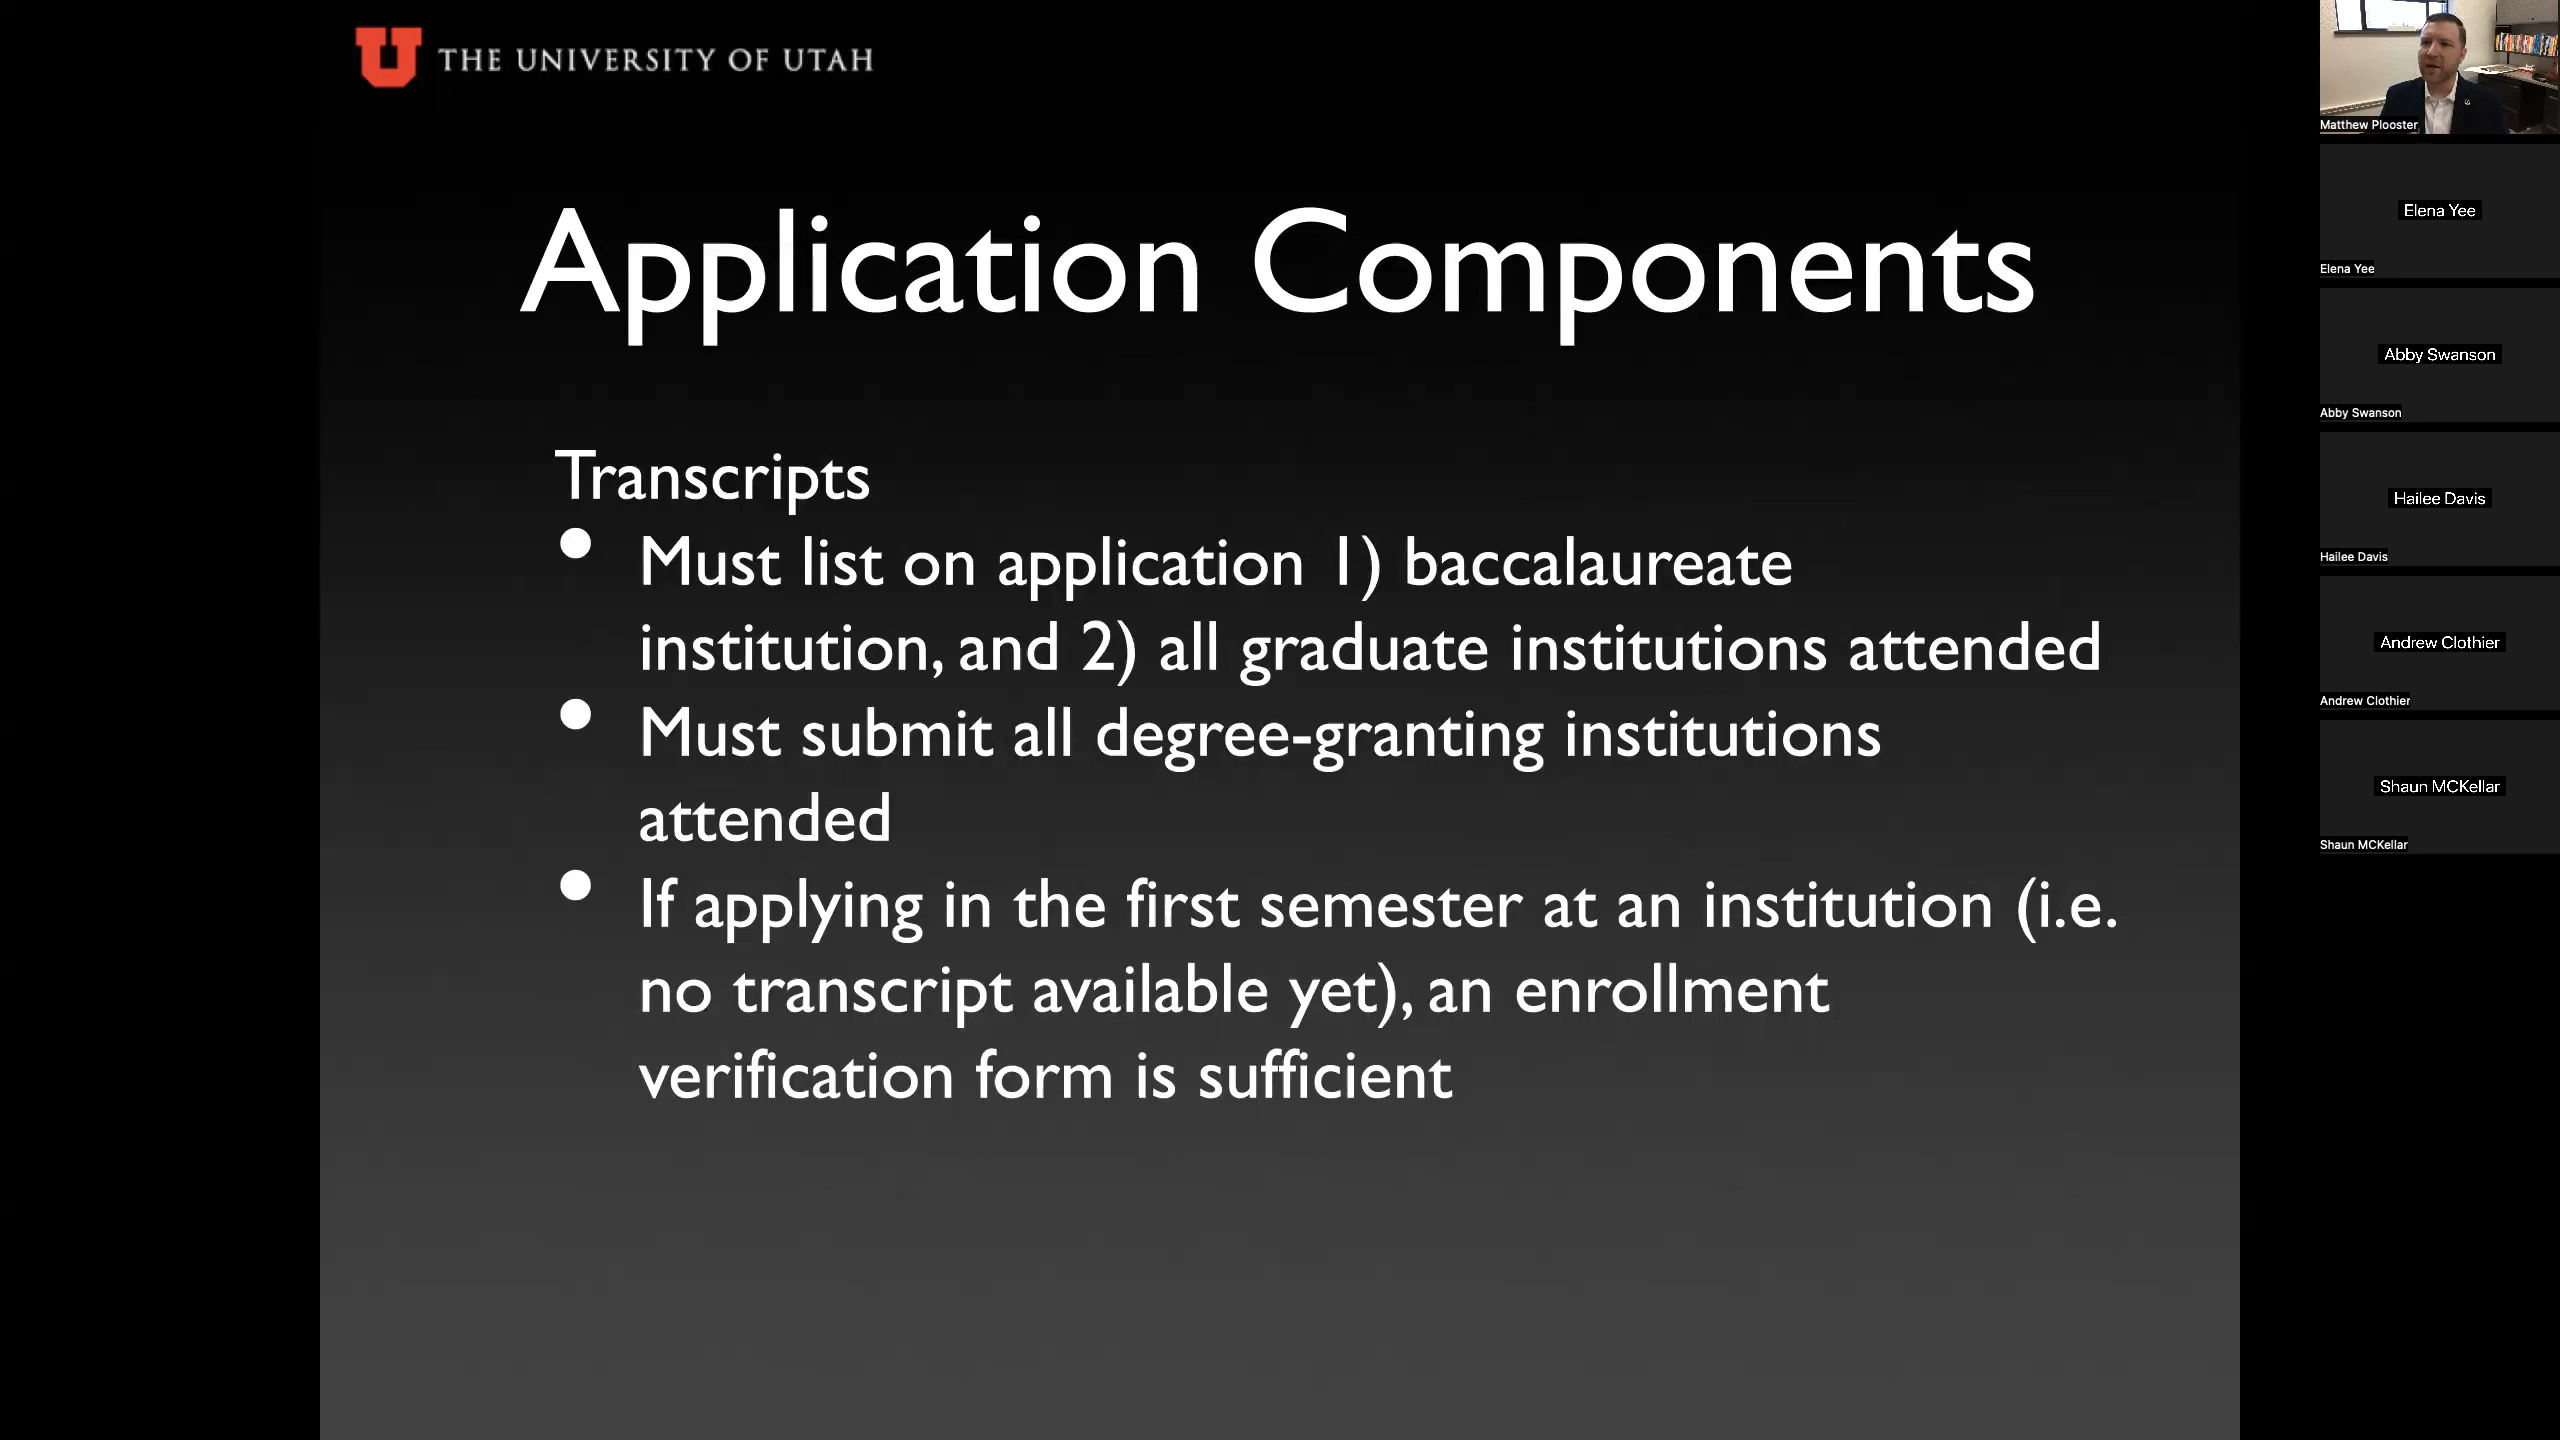 U THE UNIVERSITY OF UTAH
Application Components
Transcripts
• Must list on application 1) baccalaureate
institution, and 2) all graduate institutions attended
• Must submit all degree-granting institutions
attended
• If applying in the first semester at an institution (i.e.
no transcript available yet), an enrollment
verification form is sufficient
Matthew Plooster
Elena Yee
Elena Yee
Abby Swanson
Abby Swanson
Hailee Davis
Hailee Davis
Andrew Clothier
Andrew Clothier
Shaun MCKellar
Shaun MCKellar